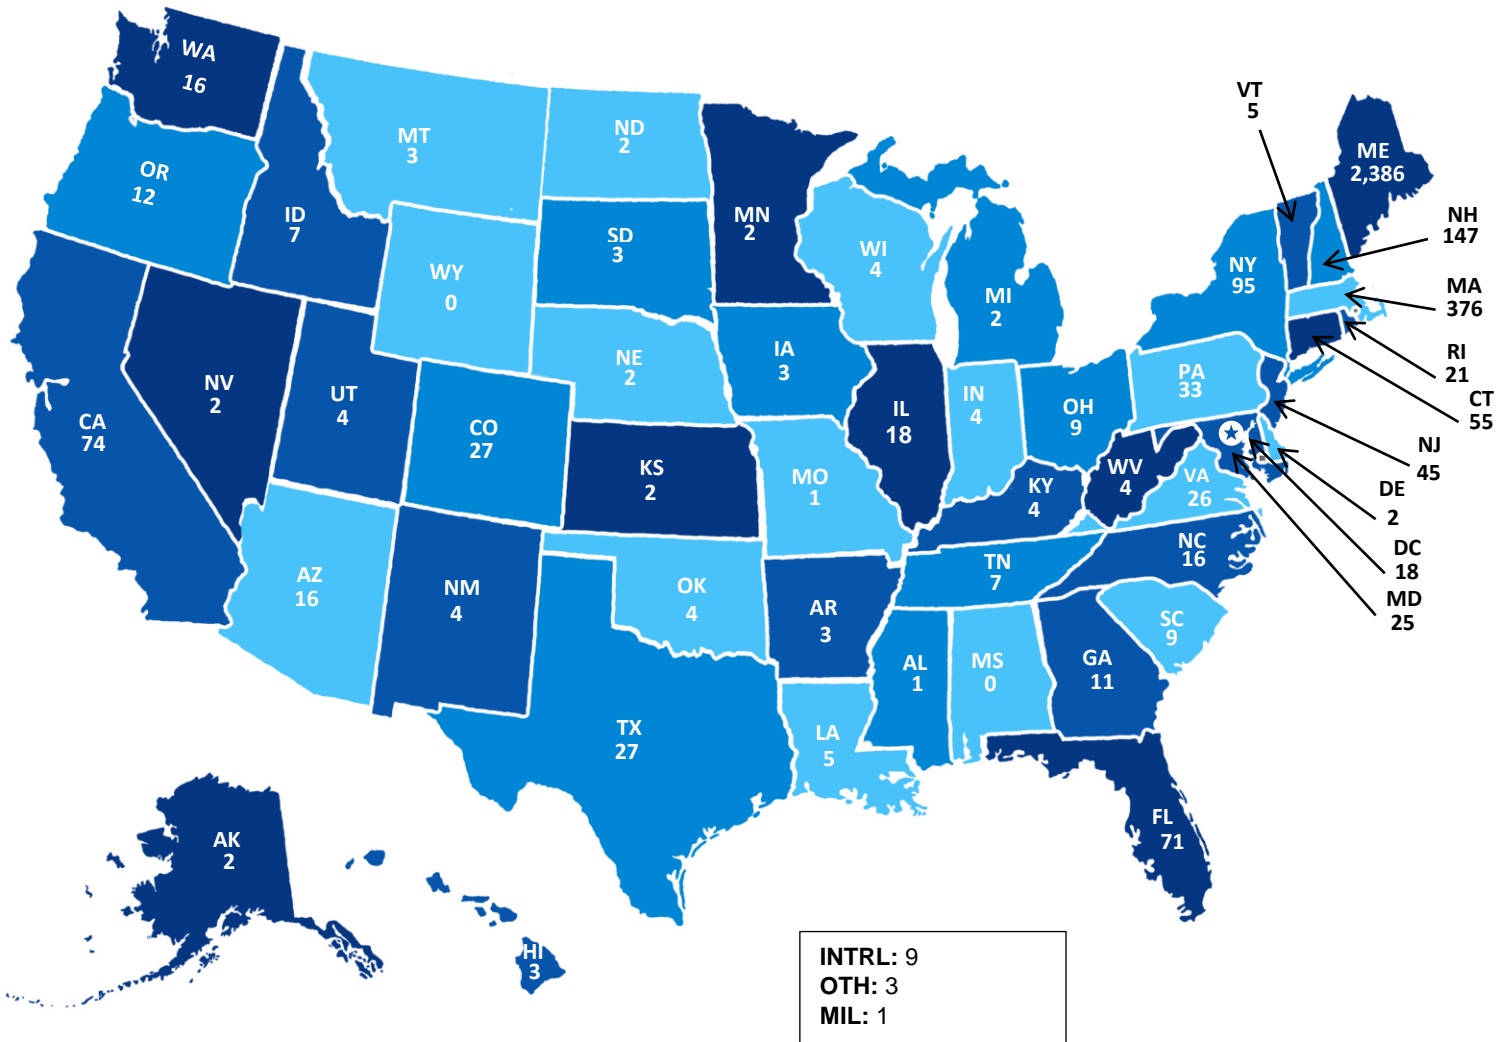 WA
16
OR
12
ID
7
MT
3
ND
2
MN
2
SD
3
WY
0
WI
4
MI
2
NY
95
VT
5
ME
2,386
NH
147
MA
376
RI
21
CT
55
NJ
45
DE
2
DC
18
MD
25
CA
74
NV
2
UT
4
CO
27
NE
2
IA
3
IL
18
IN
4
OH
9
PA
33
KS
2
MO
1
KY
4
WV
4
VA
26
NC
16
TN
7
AZ
16
NM
4
OK
4
AR
3
SC
9
AL
1
MS
0
GA
11
TX
27
LA
5
FL
71
AK
2
HI
3
INTRL: 9
OTH: 3
MIL: 1